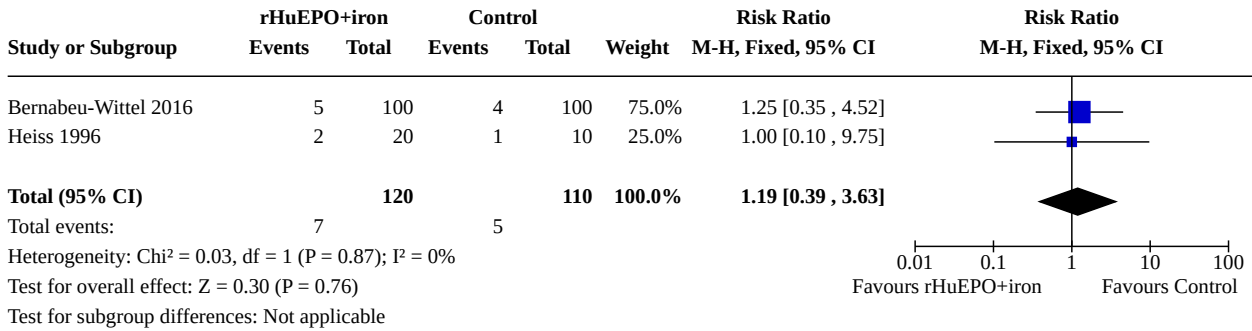 rHuEPO+iron Control Risk Ratio Risk Ratio
Study or Subgroup Events Total Events Total Weight M-H, Fixed, 95% CI M-H, Fixed, 95% CI
Bernabeu-Wittel 2016 5 100 4 100 75.0% 1.25 [0.35 , 4.52]
Heiss 1996 2 20 1 10 25.0% 1.00 [0.10 , 9.75]
Total (95% CI) 120 110 100.0% 1.19 [0.39 , 3.63]
Total events: 7 5
Heterogeneity: Chi² = 0.03, df = 1 (P = 0.87); I² = 0%
0.01 0.1 1 10 100
Test for overall effect: Z = 0.30 (P = 0.76) Favours rHuEPO+iron Favours Control
Test for subgroup differences: Not applicable